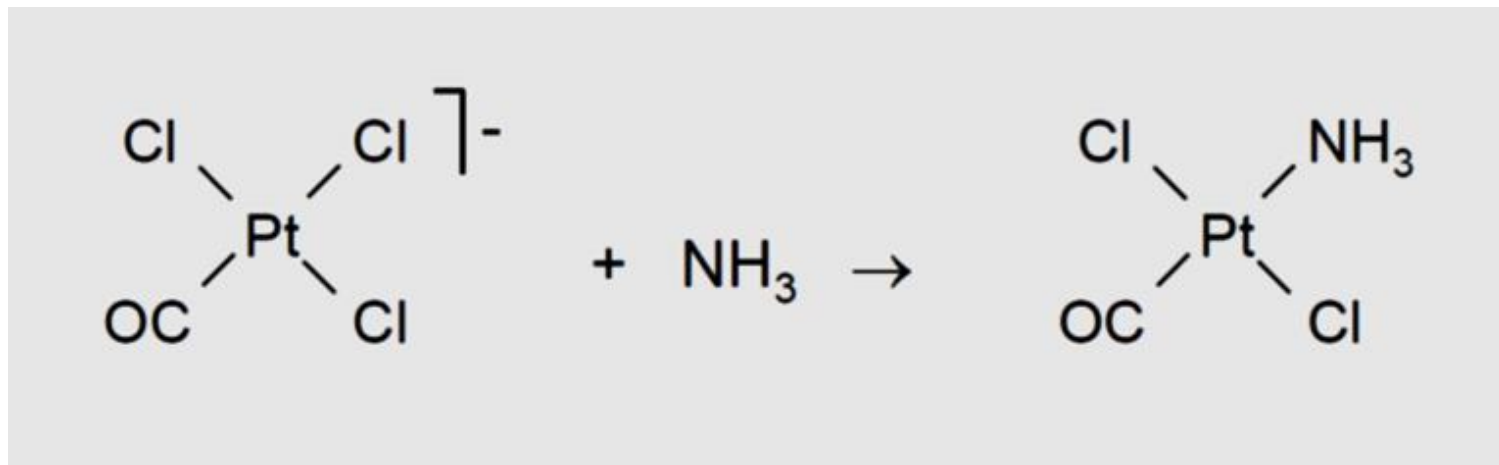 Cl Cl ]- Cl NH3
Pt + NH3 → Pt
OC Cl OC Cl